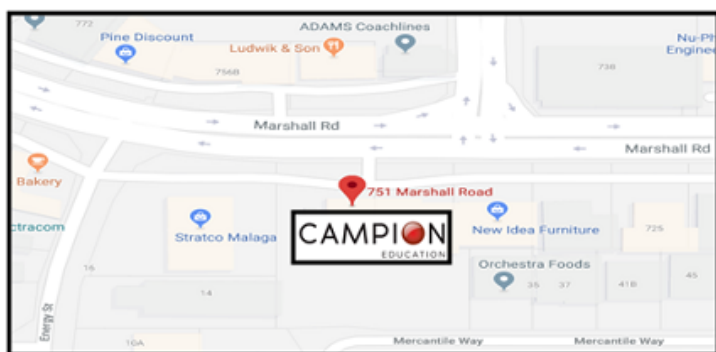 772
ADAMS Coachlines
Pine Discount
Ludwik & Son
Nu-Ph
Engine
756B
738
Marshall Rd
Marshall Rd
Bakery
751 Marshall Road
ctracom
Stratco Malaga
CAMPION
EDUCATION
New Idea Furniture
725
Orchestra Foods
16
14
35
37
41B
45
Energy St
10A
Mercantile Way
Mercantile Way